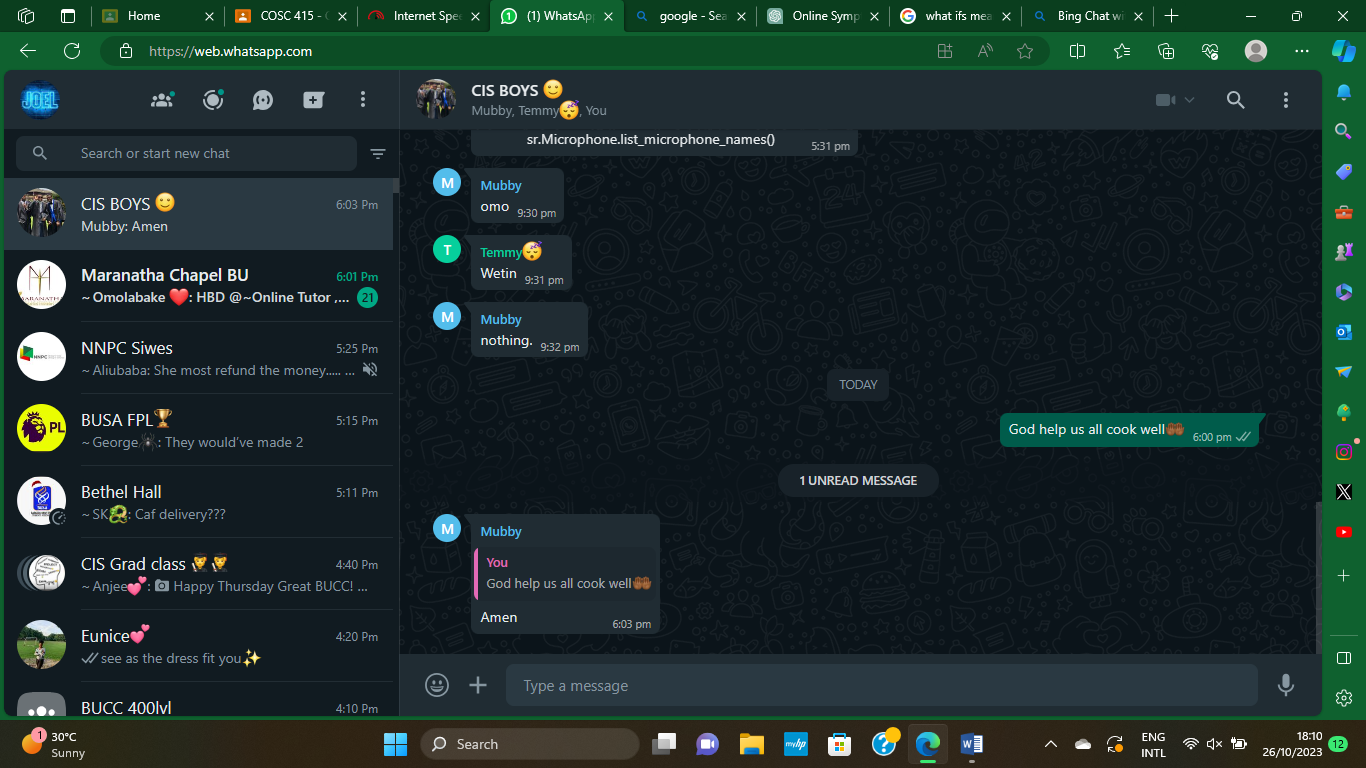 Home
COSC 415 - C
Internet Spee
(1) WhatsApp
google - Sea
Online Symp
what ifs mea
Bing Chat wi
https://web.whatsapp.com
JOEL
Search or start new chat
CIS BOYS 🙂
6:03 Pm
Mubby: Amen
Maranatha Chapel BU
6:01 Pm
~ Omolabake ❤️: HBD @~Online Tutor ,...
21
NNPC Siwes
5:25 Pm
~ Aliubaba: She most refund the money..... ...
BUSA FPL🏆
5:15 Pm
~ George🕷️: They would've made 2
Bethel Hall
5:11 Pm
~ SK🐲: Caf delivery???
CIS Grad class 👩‍🎓👩‍🎓
4:40 Pm
~ Anjee💕: 📷 Happy Thursday Great BUCC! ...
Eunice💕
4:20 Pm
see as the dress fit you✨
BUCC 400lvl
4:10 Pm
CIS BOYS 🙂
Mubby, Temmy😴, You
sr.Microphone.list_microphone_names()
5:31 pm
M
Mubby
omo
9:30 pm
T
Temmy😴
Wetin
9:31 pm
M
Mubby
nothing.
9:32 pm
TODAY
God help us all cook well🤲🏾
6:00 pm
1 UNREAD MESSAGE
M
Mubby
You
God help us all cook well🤲🏾
Amen
6:03 pm
Type a message
1
30°C
Sunny
Search
myhp
ENG
INTL
18:10
26/10/2023
12